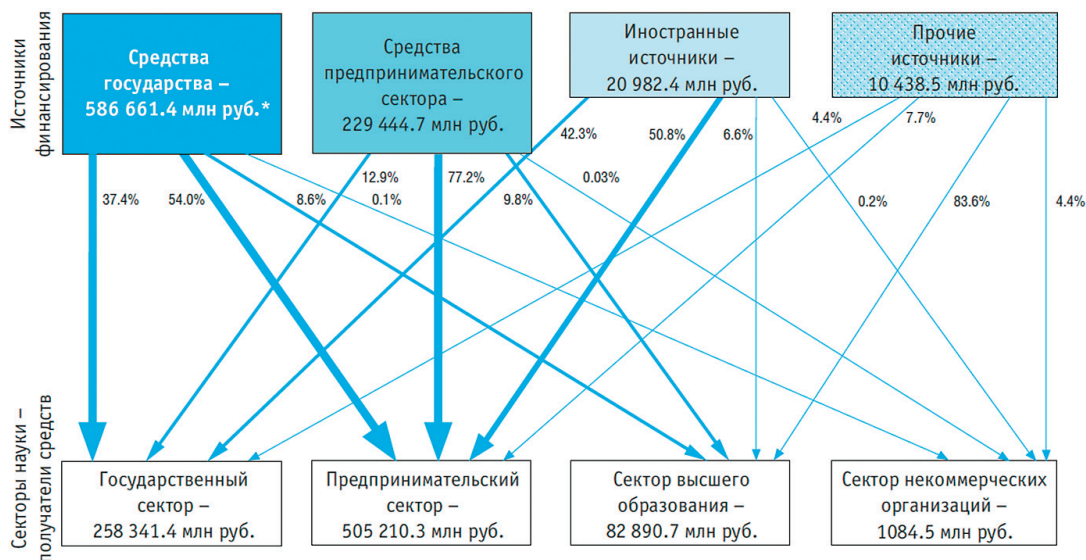 Источники
финансирования
Средства
государства –
586 661.4 млн руб.*
Средства
предпринимательского
сектора –
229 444.7 млн руб.
Иностранные
источники –
20 982.4 млн руб.
Прочие
источники –
10 438.5 млн руб.
42.3%
50.8%
6.6%
4.4%
7.7%
12.9%
77.2%
0.03%
37.4%
54.0%
8.6%
0.1%
9.8%
0.2%
83.6%
4.4%
Секторы науки –
получатели средств
Государственный
сектор –
258 341.4 млн руб.
Предпринимательский
сектор –
505 210.3 млн руб.
Сектор высшего
образования –
82 890.7 млн руб.
Сектор некоммерческих
организаций –
1084.5 млн руб.